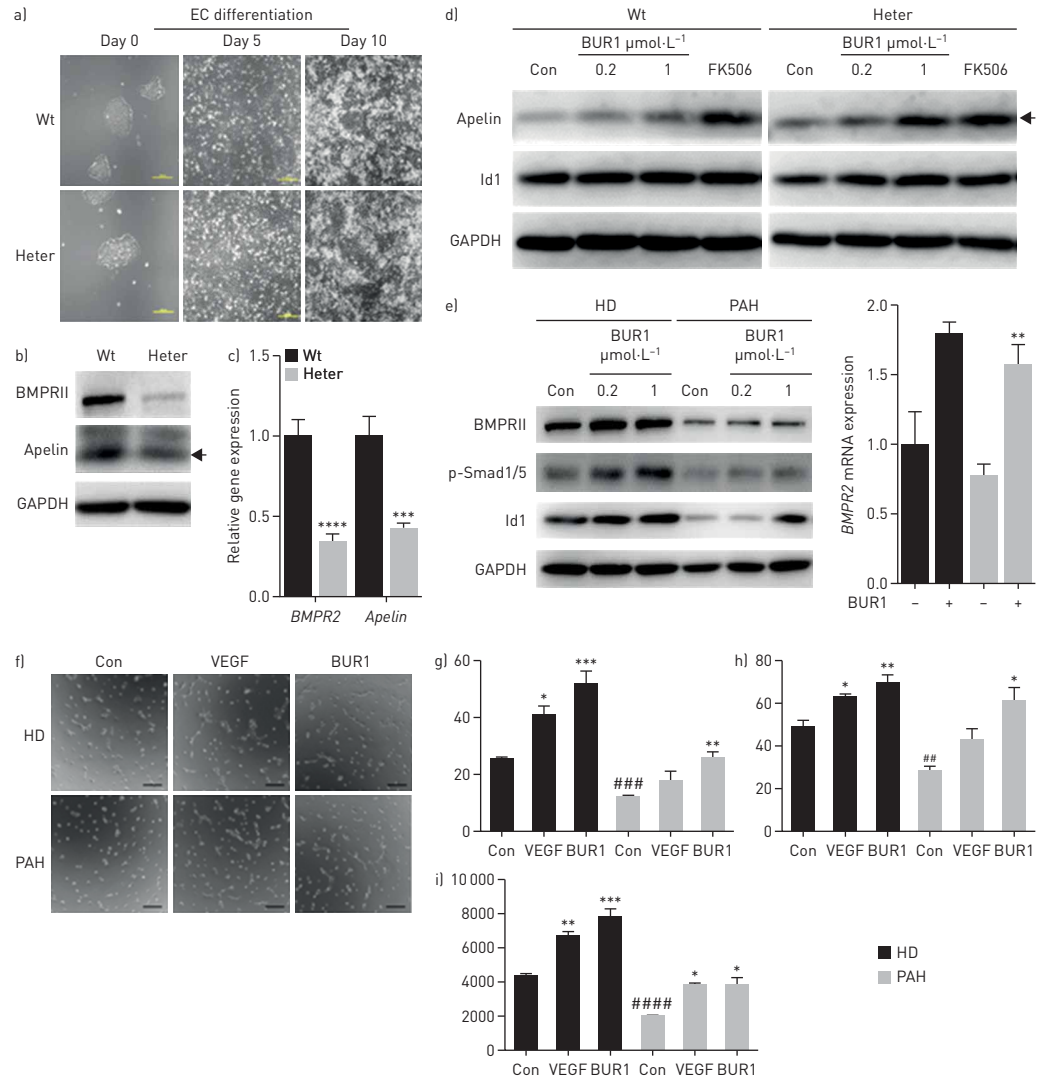 a)
EC differentiation
Day 0 Day 5 Day 10
Wt
Heter
b)
Wt Heter
BMPRII
Apelin
GAPDH
c)
Wt
Heter
Relative gene expression
1.5
1.0
0.5
0.0
**** ***
BMPR2 Apelin
d)
Wt Heter
BUR1 µmol·L⁻¹ BUR1 µmol·L⁻¹
Con 0.2 1 FK506 Con 0.2 1 FK506
Apelin
Id1
GAPDH
e)
HD PAH
BUR1 µmol·L⁻¹ BUR1 µmol·L⁻¹
Con 0.2 1 Con 0.2 1
BMPRII
p-Smad1/5
Id1
GAPDH
BMPR2 mRNA expression
2.0
1.5
1.0
0.5
0.0
**
BUR1 – + – +
f)
Con VEGF BUR1
HD
PAH
g)
60
40
20
0
* *** ### **
Con VEGF BUR1 Con VEGF BUR1
h)
80
60
40
20
0
* ** ## *
Con VEGF BUR1 Con VEGF BUR1
i)
10 000
8000
6000
4000
2000
0
** *** #### * *
Con VEGF BUR1 Con VEGF BUR1
HD
PAH